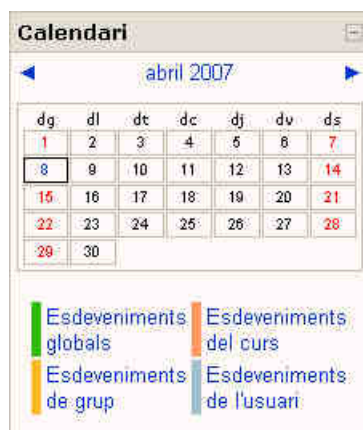 Calendari
abril 2007
dg dl dt dc dj dv ds
1 2 3 4 5 6 7
8 9 10 11 12 13 14
15 16 17 18 19 20 21
22 23 24 25 26 27 28
29 30
Esdeveniments globals
Esdeveniments del curs
Esdeveniments de grup
Esdeveniments de l'usuari